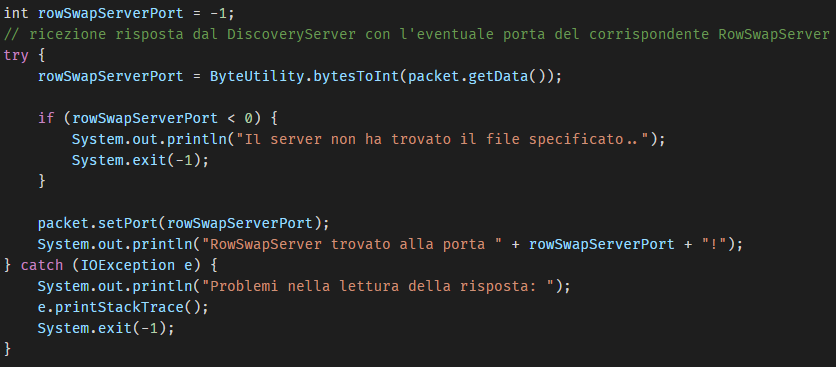 int rowSwapServerPort = -1;
// ricezione risposta dal DiscoveryServer con l'eventuale porta del corrispondente RowSwapServer
try {
    rowSwapServerPort = ByteUtility.bytesToInt(packet.getData());

    if (rowSwapServerPort < 0) {
        System.out.println("Il server non ha trovato il file specificato..");
        System.exit(-1);
    }

    packet.setPort(rowSwapServerPort);
    System.out.println("RowSwapServer trovato alla porta " + rowSwapServerPort + "!");
} catch (IOException e) {
    System.out.println("Problemi nella lettura della risposta: ");
    e.printStackTrace();
    System.exit(-1);
}